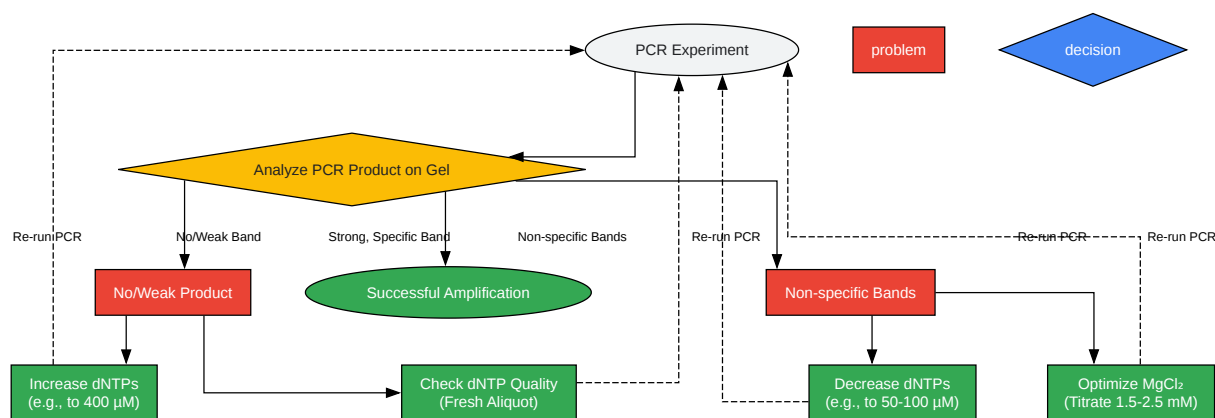 PCR Experiment
problem
decision
Analyze PCR Product on Gel
Re-run PCR
No/Weak Band
Strong, Specific Band
Non-specific Bands
Re-run PCR
Re-run PCR
Re-run PCR
No/Weak Product
Successful Amplification
Non-specific Bands
Increase dNTPs
(e.g., to 400 µM)
Check dNTP Quality
(Fresh Aliquot)
Decrease dNTPs
(e.g., to 50-100 µM)
Optimize MgCl₂
(Titrate 1.5-2.5 mM)